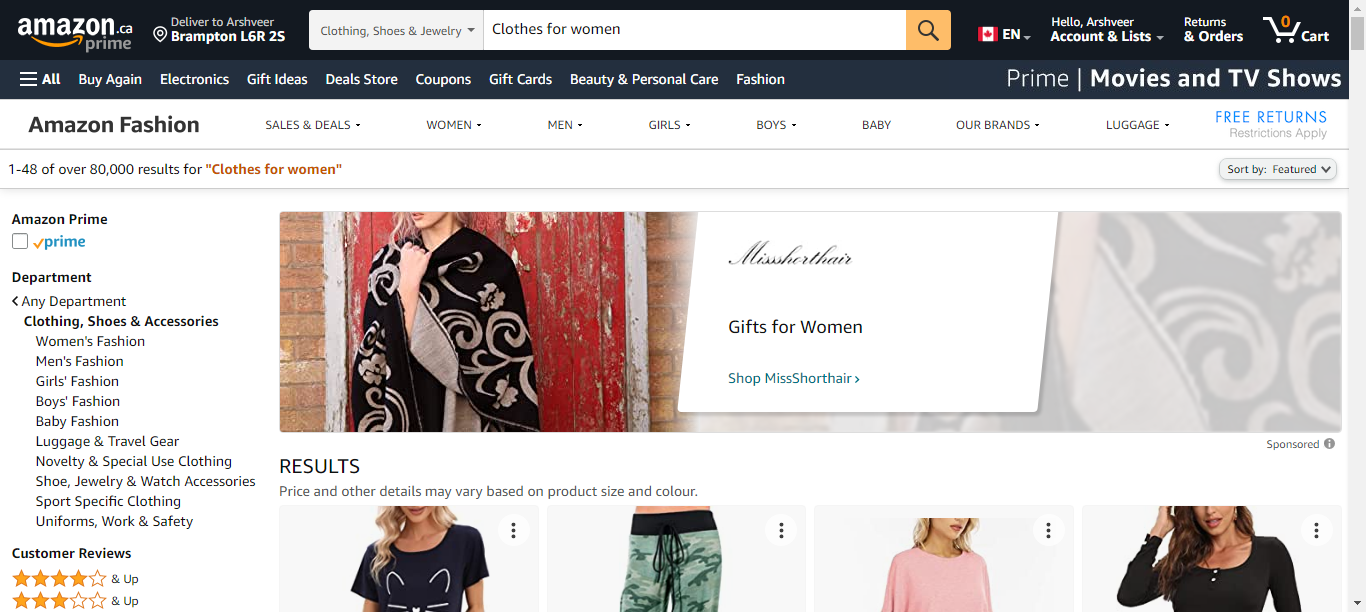 amazon.ca
prime
Deliver to Arshveer
Brampton L6R 2S
Clothing, Shoes & Jewelry
Clothes for women
EN
Hello, Arshveer
Account & Lists
Returns
& Orders
0
Cart
All
Buy Again
Electronics
Gift Ideas
Deals Store
Coupons
Gift Cards
Beauty & Personal Care
Fashion
Prime | Movies and TV Shows
Amazon Fashion
SALES & DEALS
WOMEN
MEN
GIRLS
BOYS
BABY
OUR BRANDS
LUGGAGE
FREE RETURNS
Restrictions Apply
1-48 of over 80,000 results for "Clothes for women"
Sort by: Featured
Amazon Prime
prime
Department
Any Department
Clothing, Shoes & Accessories
Women's Fashion
Men's Fashion
Girls' Fashion
Boys' Fashion
Baby Fashion
Luggage & Travel Gear
Novelty & Special Use Clothing
Shoe, Jewelry & Watch Accessories
Sport Specific Clothing
Uniforms, Work & Safety
Customer Reviews
& Up
& Up
Missshorthair
Gifts for Women
Shop MissShorthair ›
Sponsored
RESULTS
Price and other details may vary based on product size and colour.